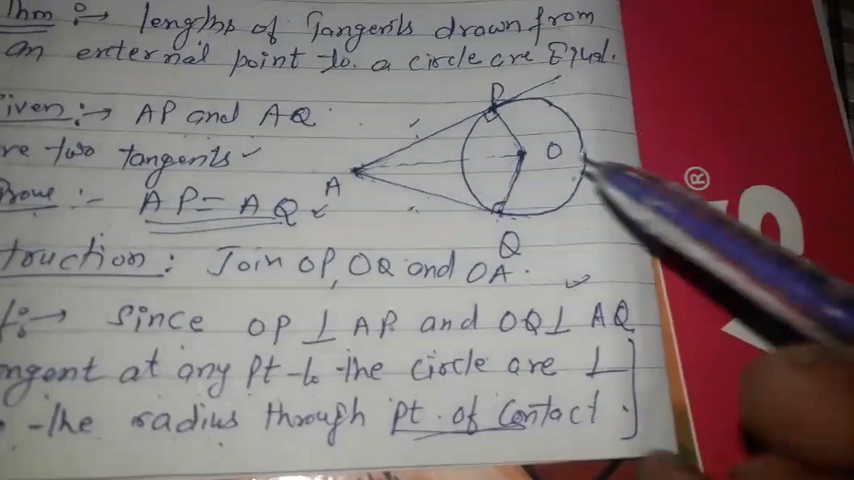 Thm :→ lengths of Tangents drawn from
an external point to a circle are Equal.
iven :→ AP and AQ
re two tangents
Prove :- AP = AQ
truction : Join OP, OQ and OA.
f :→ Since OP ⊥ AP and OQ ⊥ AQ
ngent at any Pt to the circle are ⊥
the radius through Pt. of Contact.
P
O
A
Q
®